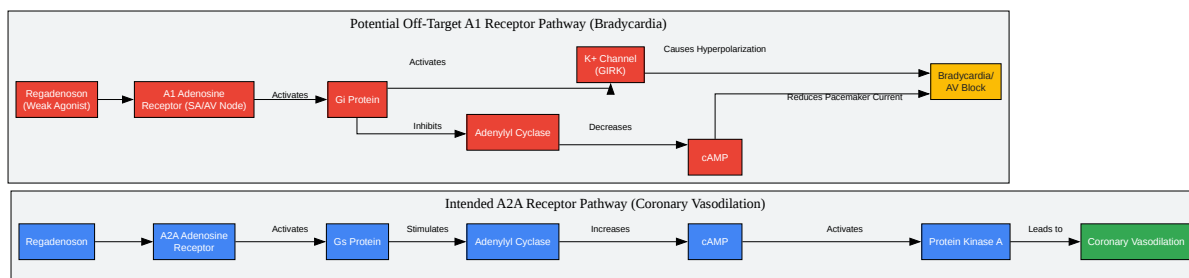 Potential Off-Target A1 Receptor Pathway (Bradycardia)
K+ Channel
(GIRK)
Causes Hyperpolarization
Activates
Regadenoson
(Weak Agonist)
A1 Adenosine
Receptor (SA/AV Node)
Activates
Gi Protein
Bradycardia/
AV Block
Reduces Pacemaker Current
Inhibits
Adenylyl Cyclase
Decreases
cAMP
Intended A2A Receptor Pathway (Coronary Vasodilation)
Regadenoson
A2A Adenosine
Receptor
Activates
Gs Protein
Stimulates
Adenylyl Cyclase
Increases
cAMP
Activates
Protein Kinase A
Leads to
Coronary Vasodilation